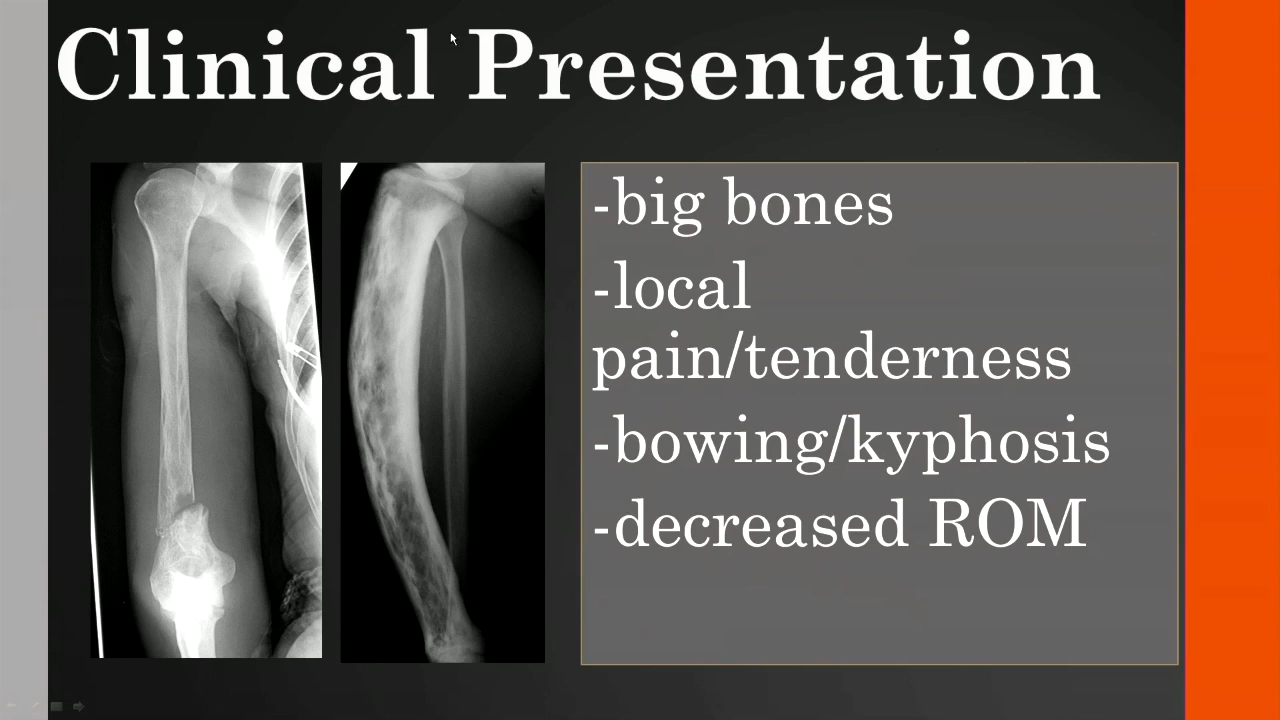 Clinical Presentation
-big bones
-local
pain/tenderness
-bowing/kyphosis
-decreased ROM